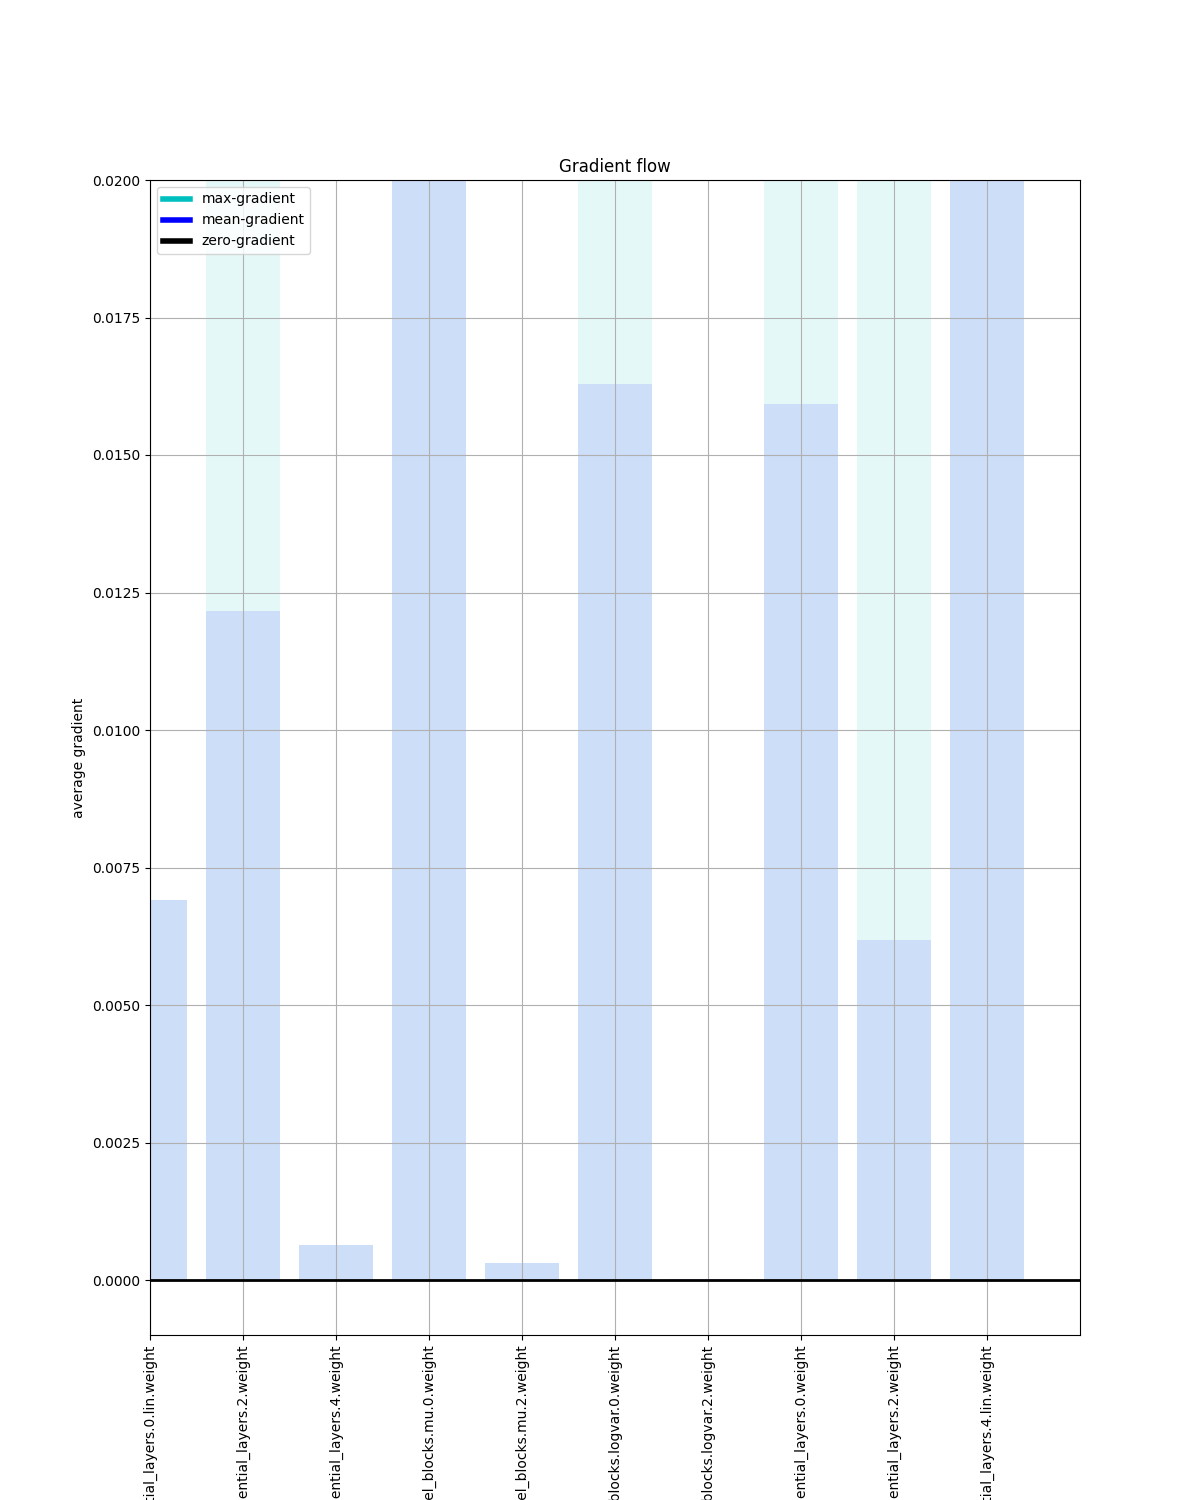 Gradient flow
max-gradient
mean-gradient
zero-gradient
average gradient
0.0200
0.0175
0.0150
0.0125
0.0100
0.0075
0.0050
0.0025
0.0000
tial_layers.0.lin.weight
ential_layers.2.weight
ential_layers.4.weight
el_blocks.mu.0.weight
el_blocks.mu.2.weight
blocks.logvar.0.weight
blocks.logvar.2.weight
ential_layers.0.weight
ential_layers.2.weight
tial_layers.4.lin.weight